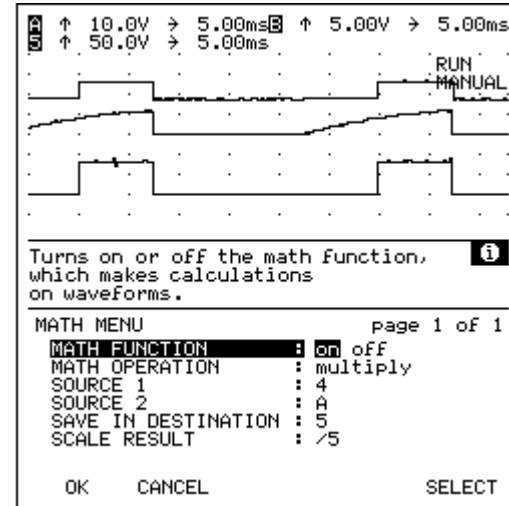 A ↑ 10.0V → 5.00ms B ↑ 5.00V → 5.00ms
5 ↑ 50.0V → 5.00ms
RUN
MANUAL
Turns on or off the math function, i
which makes calculations
on waveforms.
MATH MENU page 1 of 1
MATH FUNCTION : on off
MATH OPERATION : multiply
SOURCE 1 : 4
SOURCE 2 : A
SAVE IN DESTINATION : 5
SCALE RESULT : /5
OK CANCEL SELECT